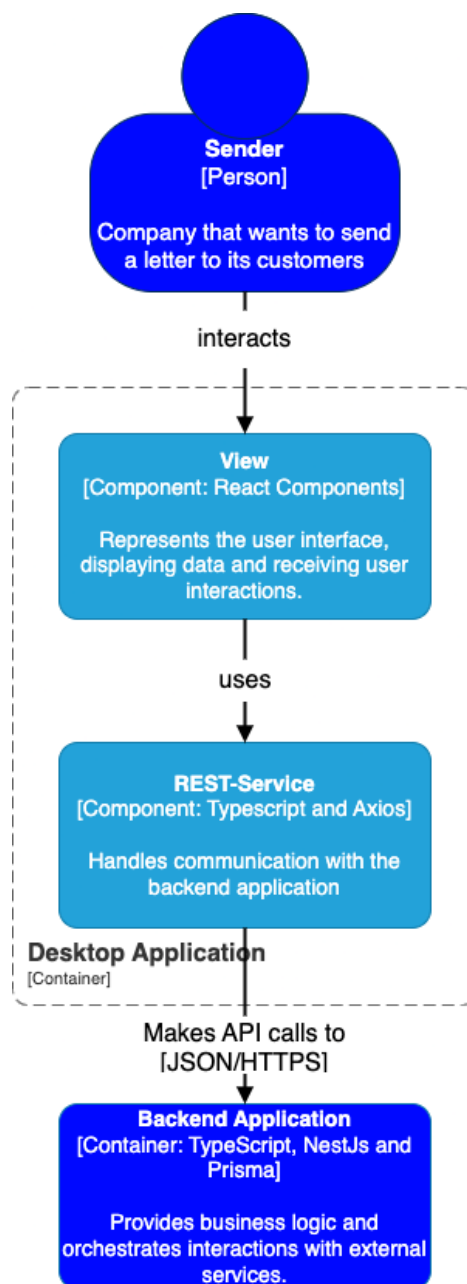 Sender
[Person]
Company that wants to send
a letter to its customers
interacts
View
[Component: React Components]
Represents the user interface,
displaying data and receiving user
interactions.
uses
REST-Service
[Component: Typescript and Axios]
Handles communication with the
backend application
Desktop Application
[Container]
Makes API calls to
[JSON/HTTPS]
Backend Application
[Container: TypeScript, NestJs and
Prisma]
Provides business logic and
orchestrates interactions with external
services.